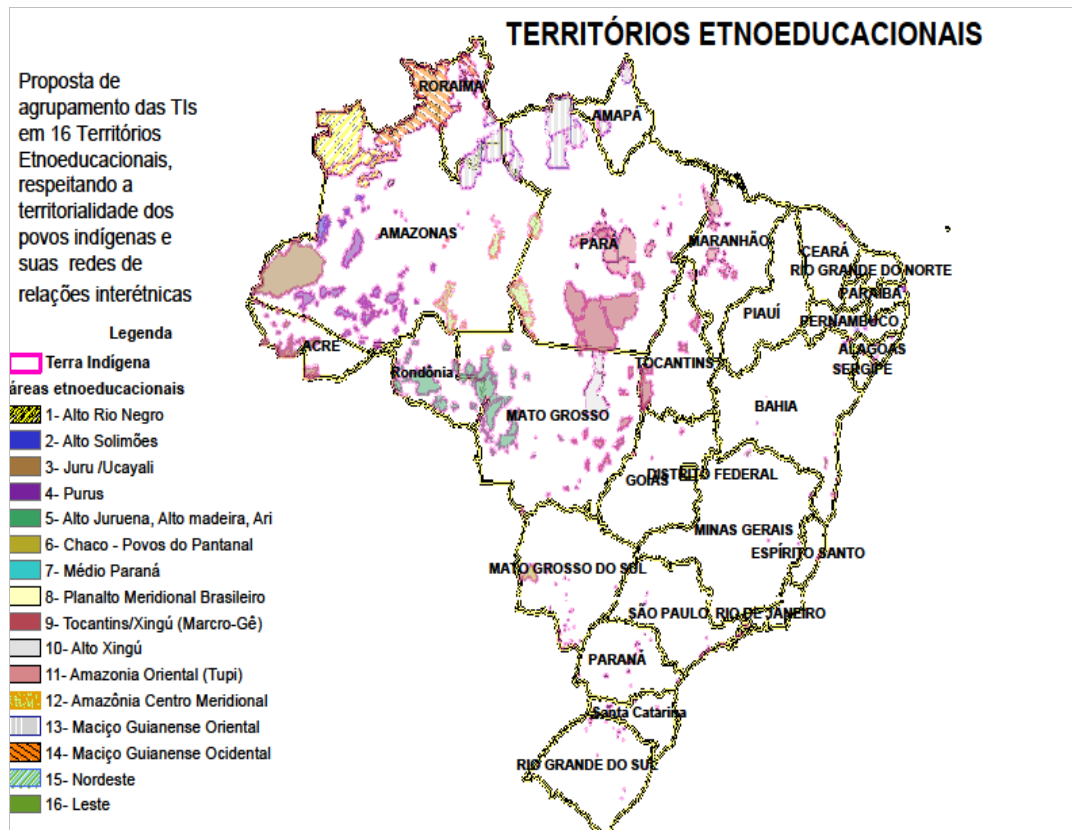 TERRITÓRIOS ETNOEDUCACIONAIS
Proposta de
agrupamento das TIs
em 16 Territórios
Etnoeducacionais,
respeitando a
territorialidade dos
povos indígenas e
suas redes de
relações interétnicas
Legenda
Terra Indígena
áreas etnoeducacionais
1- Alto Rio Negro
2- Alto Solimões
3- Juru /Ucayali
4- Purus
5- Alto Juruena, Alto madeira, Ari
6- Chaco - Povos do Pantanal
7- Médio Paraná
8- Planalto Meridional Brasileiro
9- Tocantins/Xingú (Marcro-Gê)
10- Alto Xingú
11- Amazonia Oriental (Tupi)
12- Amazônia Centro Meridional
13- Maciço Guianense Oriental
14- Maciço Guianense Ocidental
15- Nordeste
16- Leste
RORAIMA
AMAPÁ
AMAZONAS
PARÁ
MARANHÃO
CEARÁ
RIO GRANDE DO NORTE
PARAÍBA
PIAUÍ
PERNAMBUCO
ACRE
ALAGOAS
TOCANTINS
SERGIPE
Rondônia
BAHIA
MATO GROSSO
DISTRITO FEDERAL
GOIÁS
MINAS GERAIS
ESPÍRITO SANTO
MATO GROSSO DO SUL
SÃO PAULO
RIO DE JANEIRO
PARANÁ
Santa Catarina
RIO GRANDE DO SUL